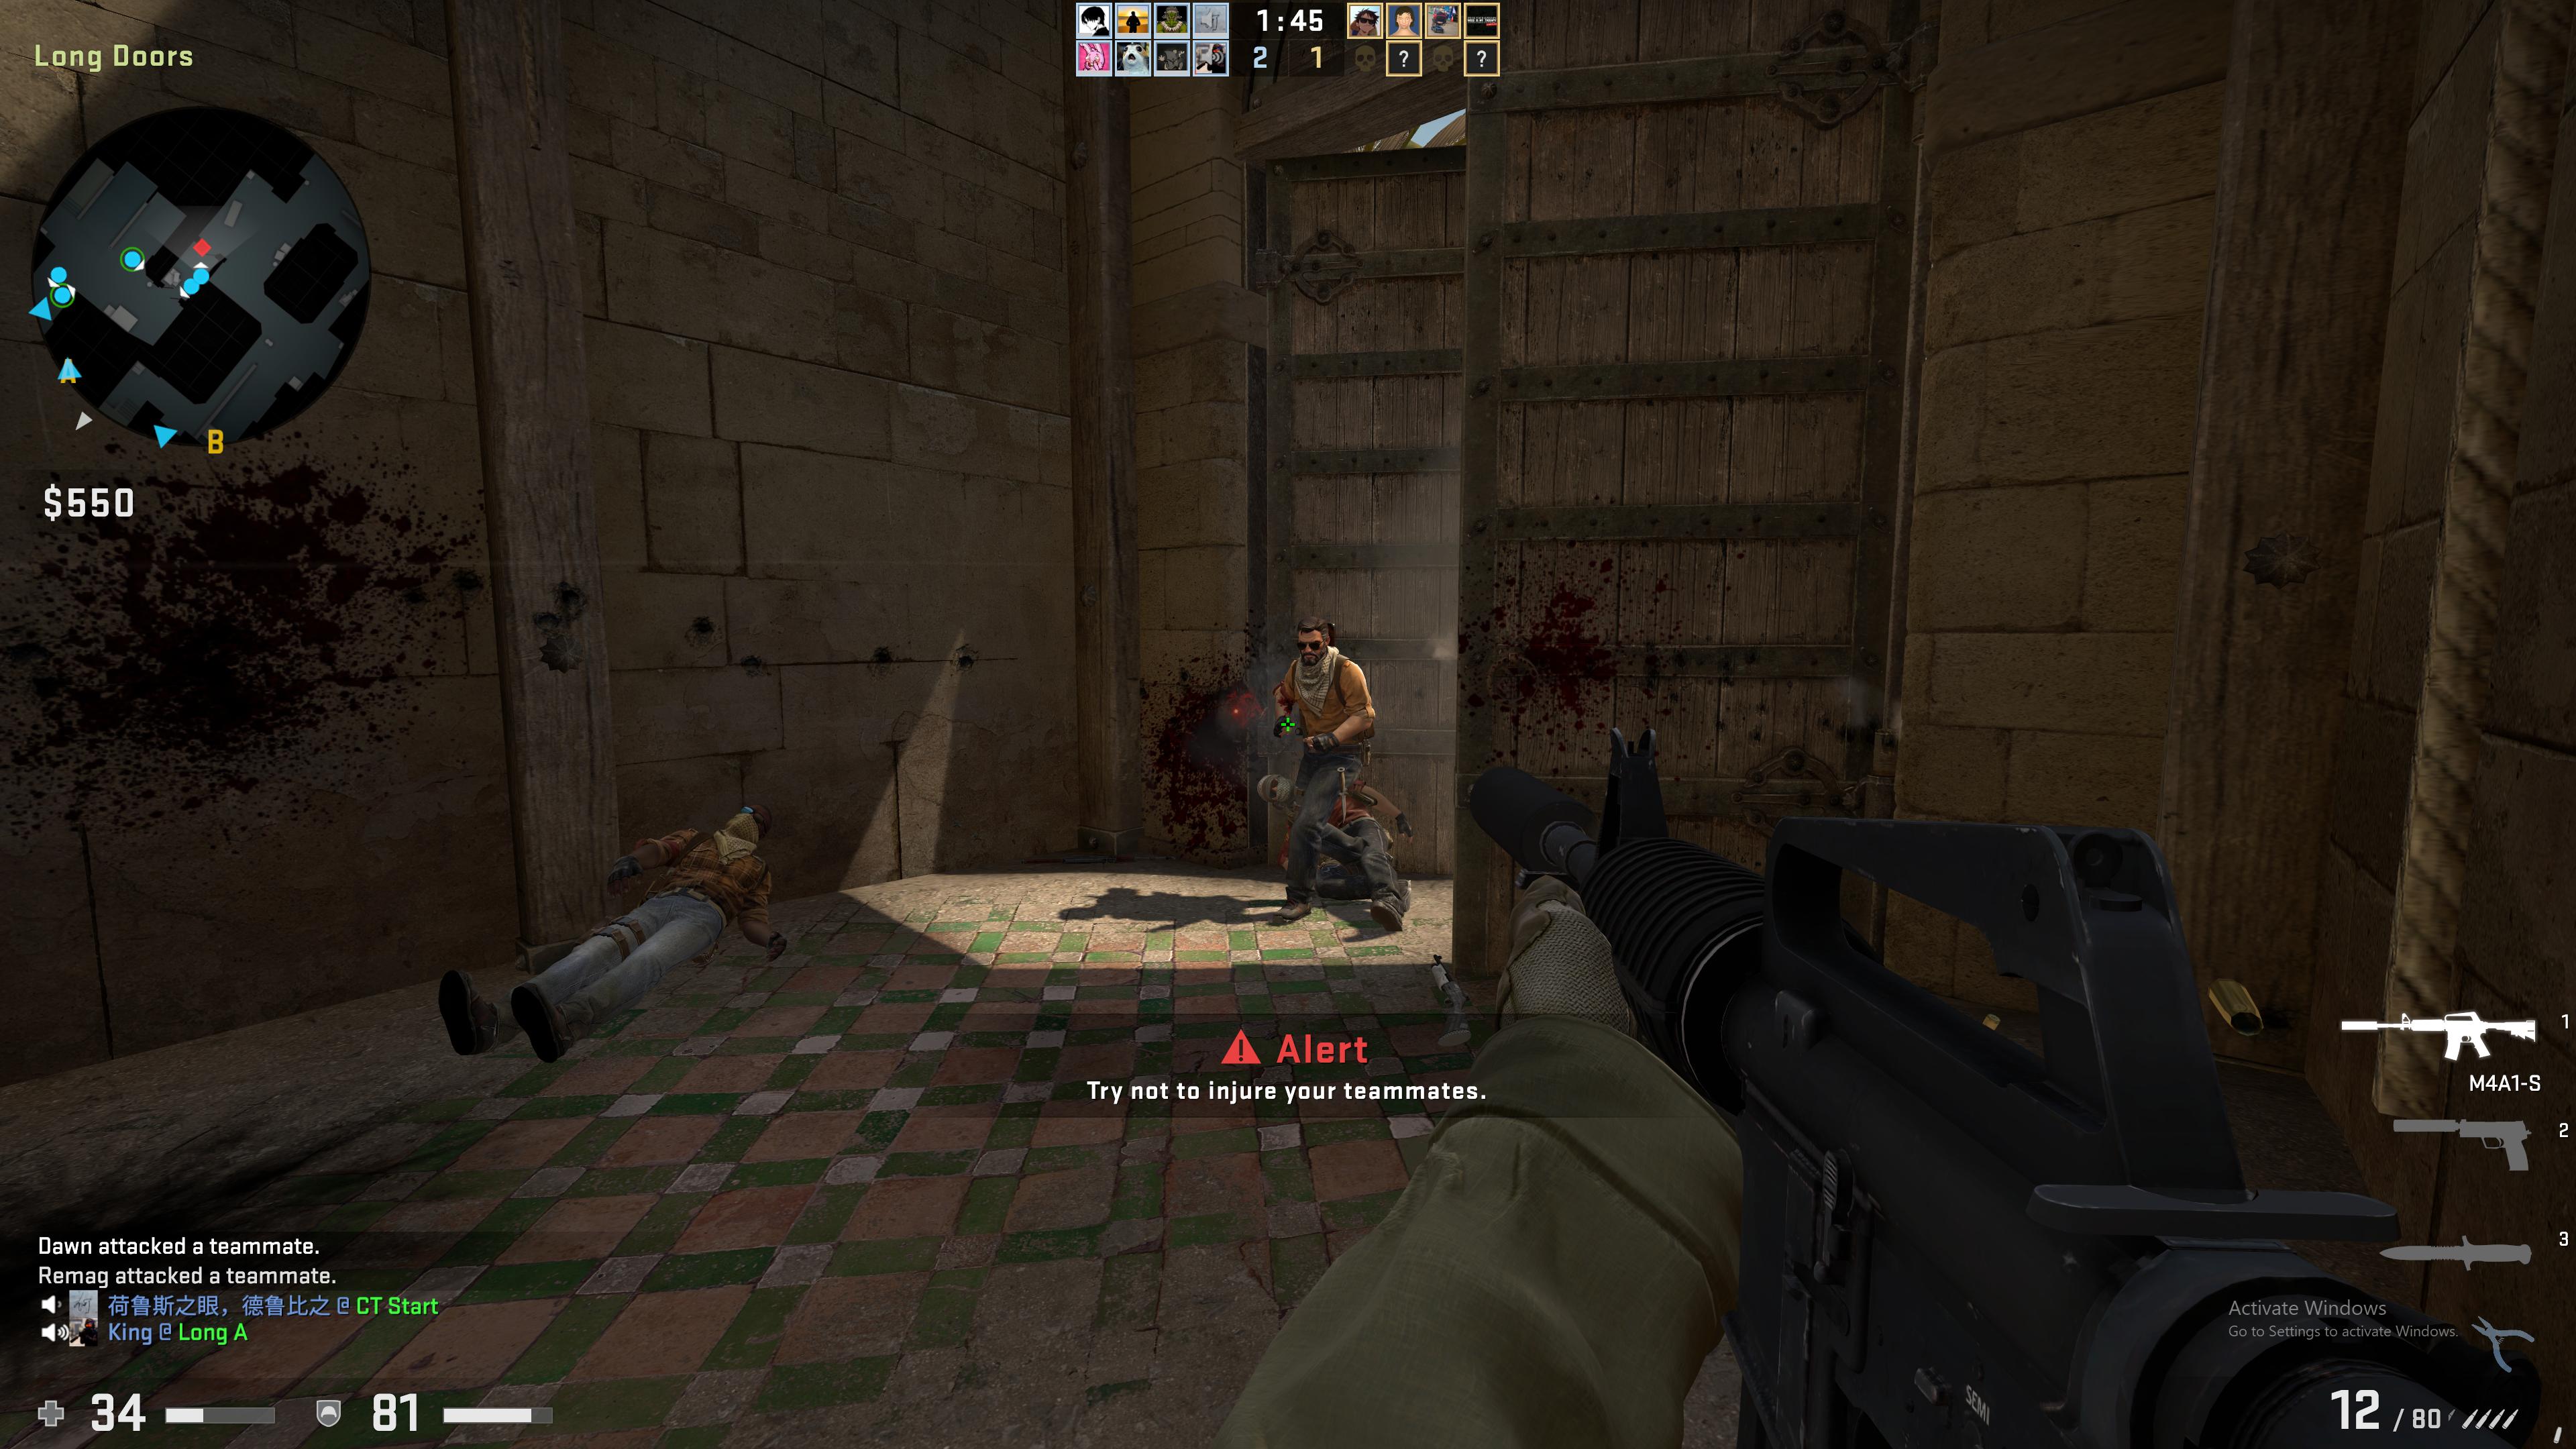 Long Doors
1:45
2 1 ? ?
A
B
$550
Alert
Try not to injure your teammates.
1
M4A1-S
2
3
Dawn attacked a teammate.
Remag attacked a teammate.
荷鲁斯之眼，德鲁比之 @ CT Start
King @ Long A
Activate Windows
Go to Settings to activate Windows.
SEMI
34 81
12 / 80